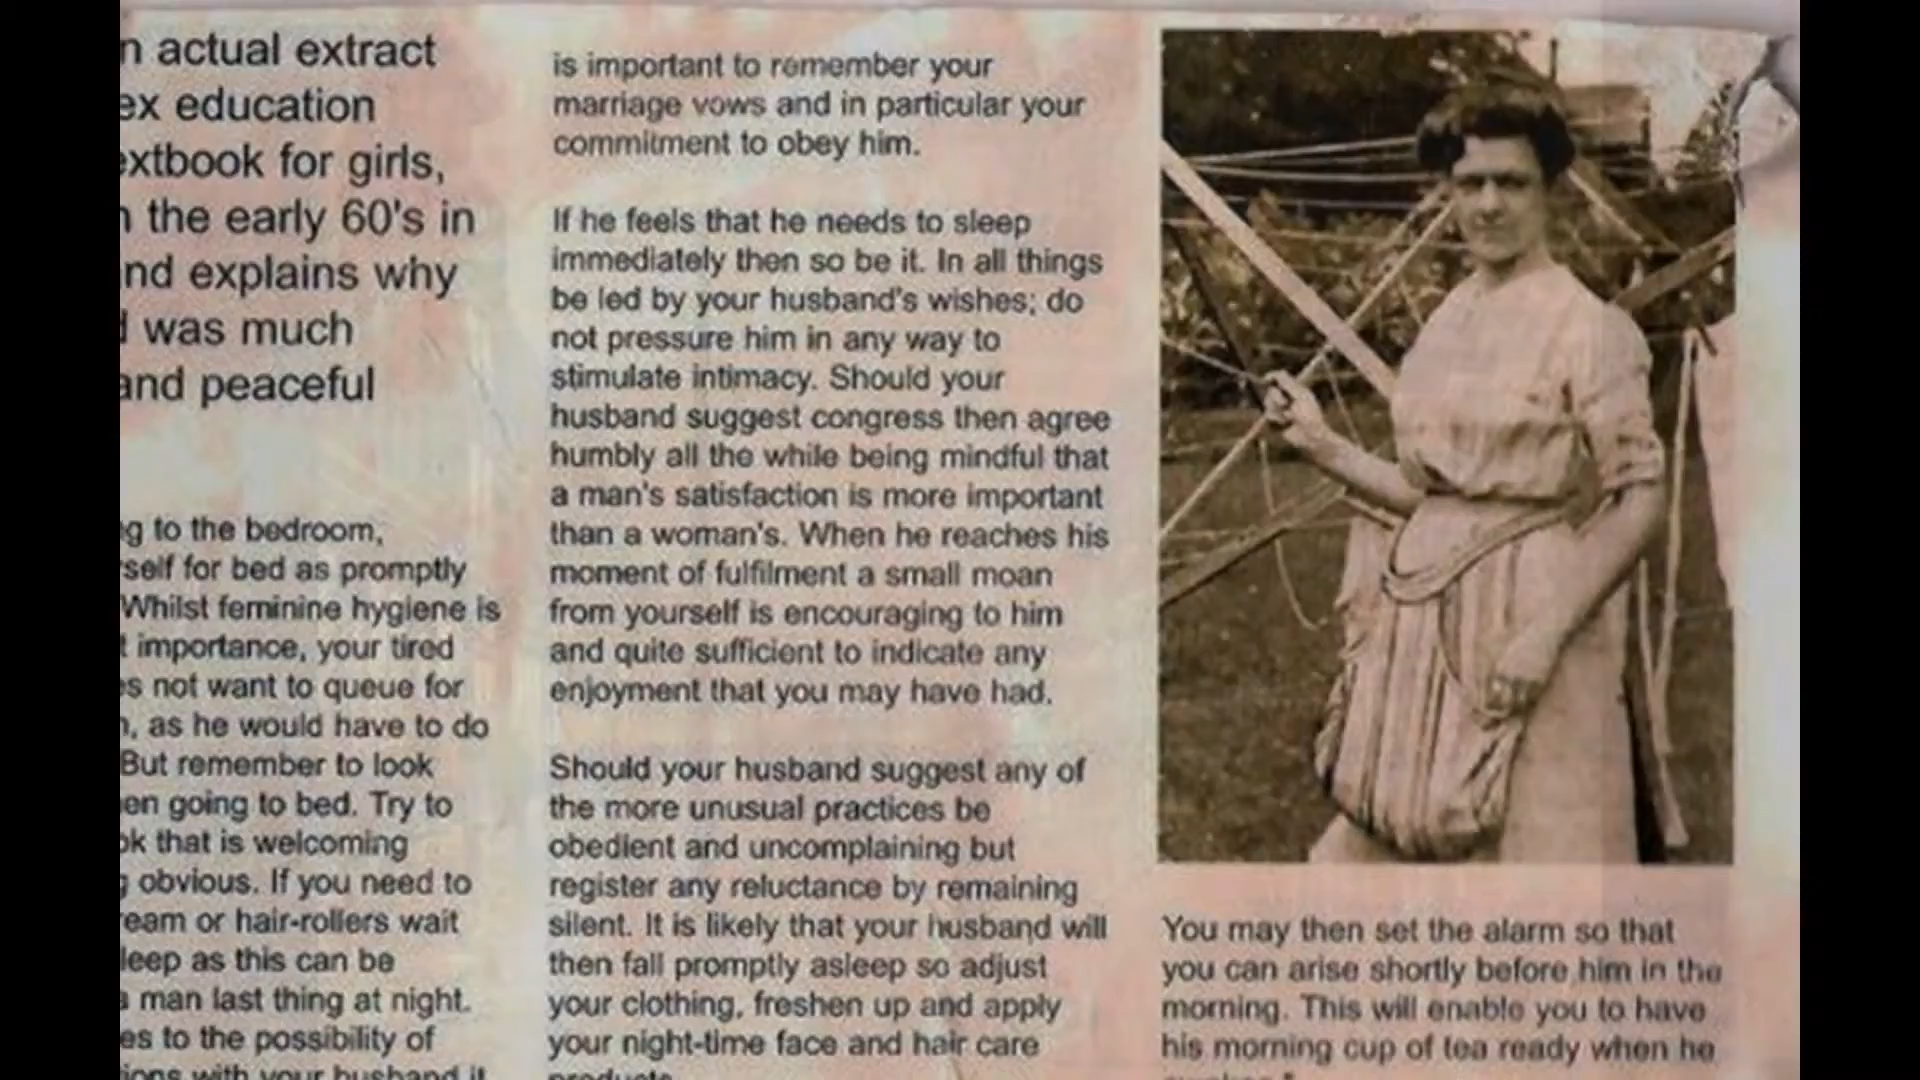 n actual extract
ex education
extbook for girls,
n the early 60's in
nd explains why
d was much
and peaceful
g to the bedroom,
rself for bed as promptly
Whilst feminine hygiene is
t importance, your tired
es not want to queue for
n, as he would have to do
But remember to look
en going to bed. Try to
ok that is welcoming
g obvious. If you need to
ream or hair-rollers wait
leep as this can be
a man last thing at night.
es to the possibility of
tions with your husband it
is important to remember your
marriage vows and in particular your
commitment to obey him.
If he feels that he needs to sleep
immediately then so be it. In all things
be led by your husband's wishes; do
not pressure him in any way to
stimulate intimacy. Should your
husband suggest congress then agree
humbly all the while being mindful that
a man's satisfaction is more important
than a woman's. When he reaches his
moment of fulfilment a small moan
from yourself is encouraging to him
and quite sufficient to indicate any
enjoyment that you may have had.
Should your husband suggest any of
the more unusual practices be
obedient and uncomplaining but
register any reluctance by remaining
silent. It is likely that your husband will
then fall promptly asleep so adjust
your clothing, freshen up and apply
your night-time face and hair care
products.
You may then set the alarm so that
you can arise shortly before him in the
morning. This will enable you to have
his morning cup of tea ready when he